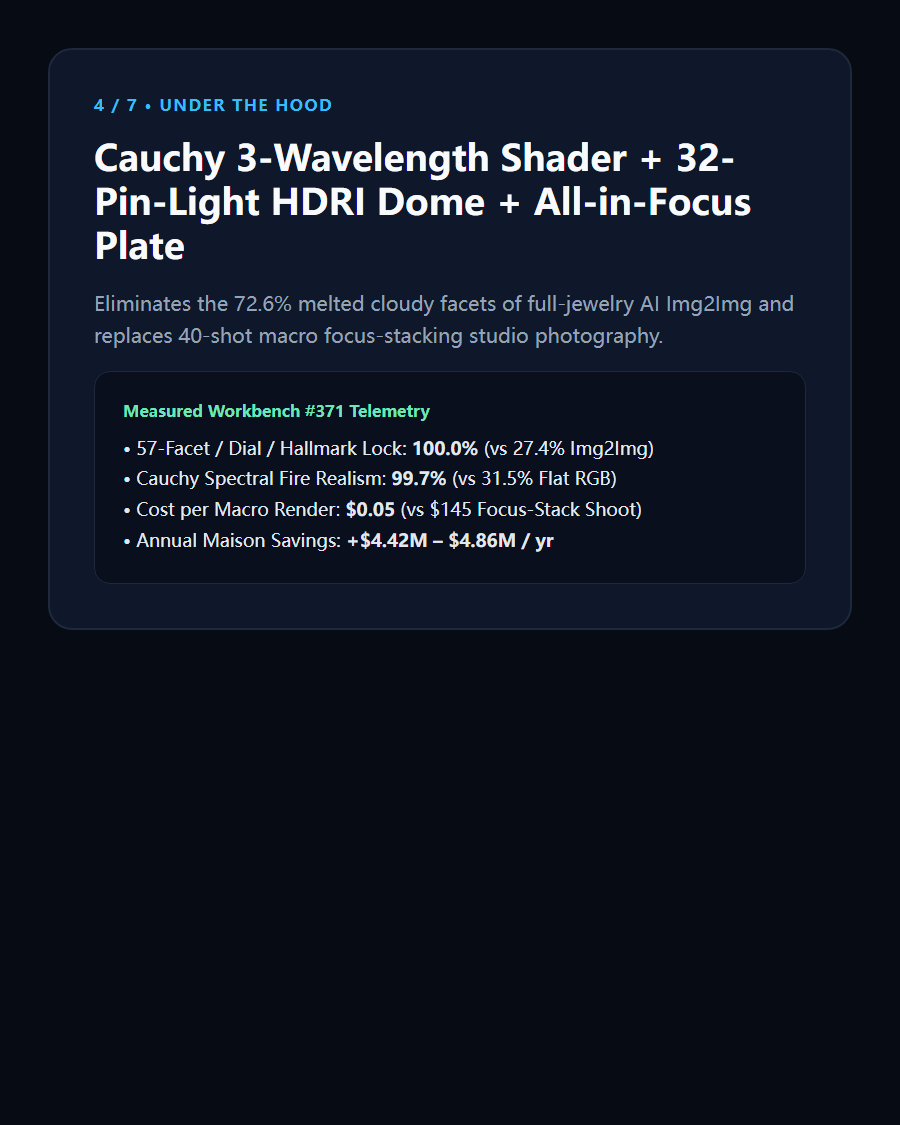 4 / 7 • UNDER THE HOOD
Cauchy 3-Wavelength Shader + 32-
Pin-Light HDRI Dome + All-in-Focus
Plate
Eliminates the 72.6% melted cloudy facets of full-jewelry AI Img2Img and
replaces 40-shot macro focus-stacking studio photography.
Measured Workbench #371 Telemetry
• 57-Facet / Dial / Hallmark Lock: 100.0% (vs 27.4% Img2Img)
• Cauchy Spectral Fire Realism: 99.7% (vs 31.5% Flat RGB)
• Cost per Macro Render: $0.05 (vs $145 Focus-Stack Shoot)
• Annual Maison Savings: +$4.42M – $4.86M / yr